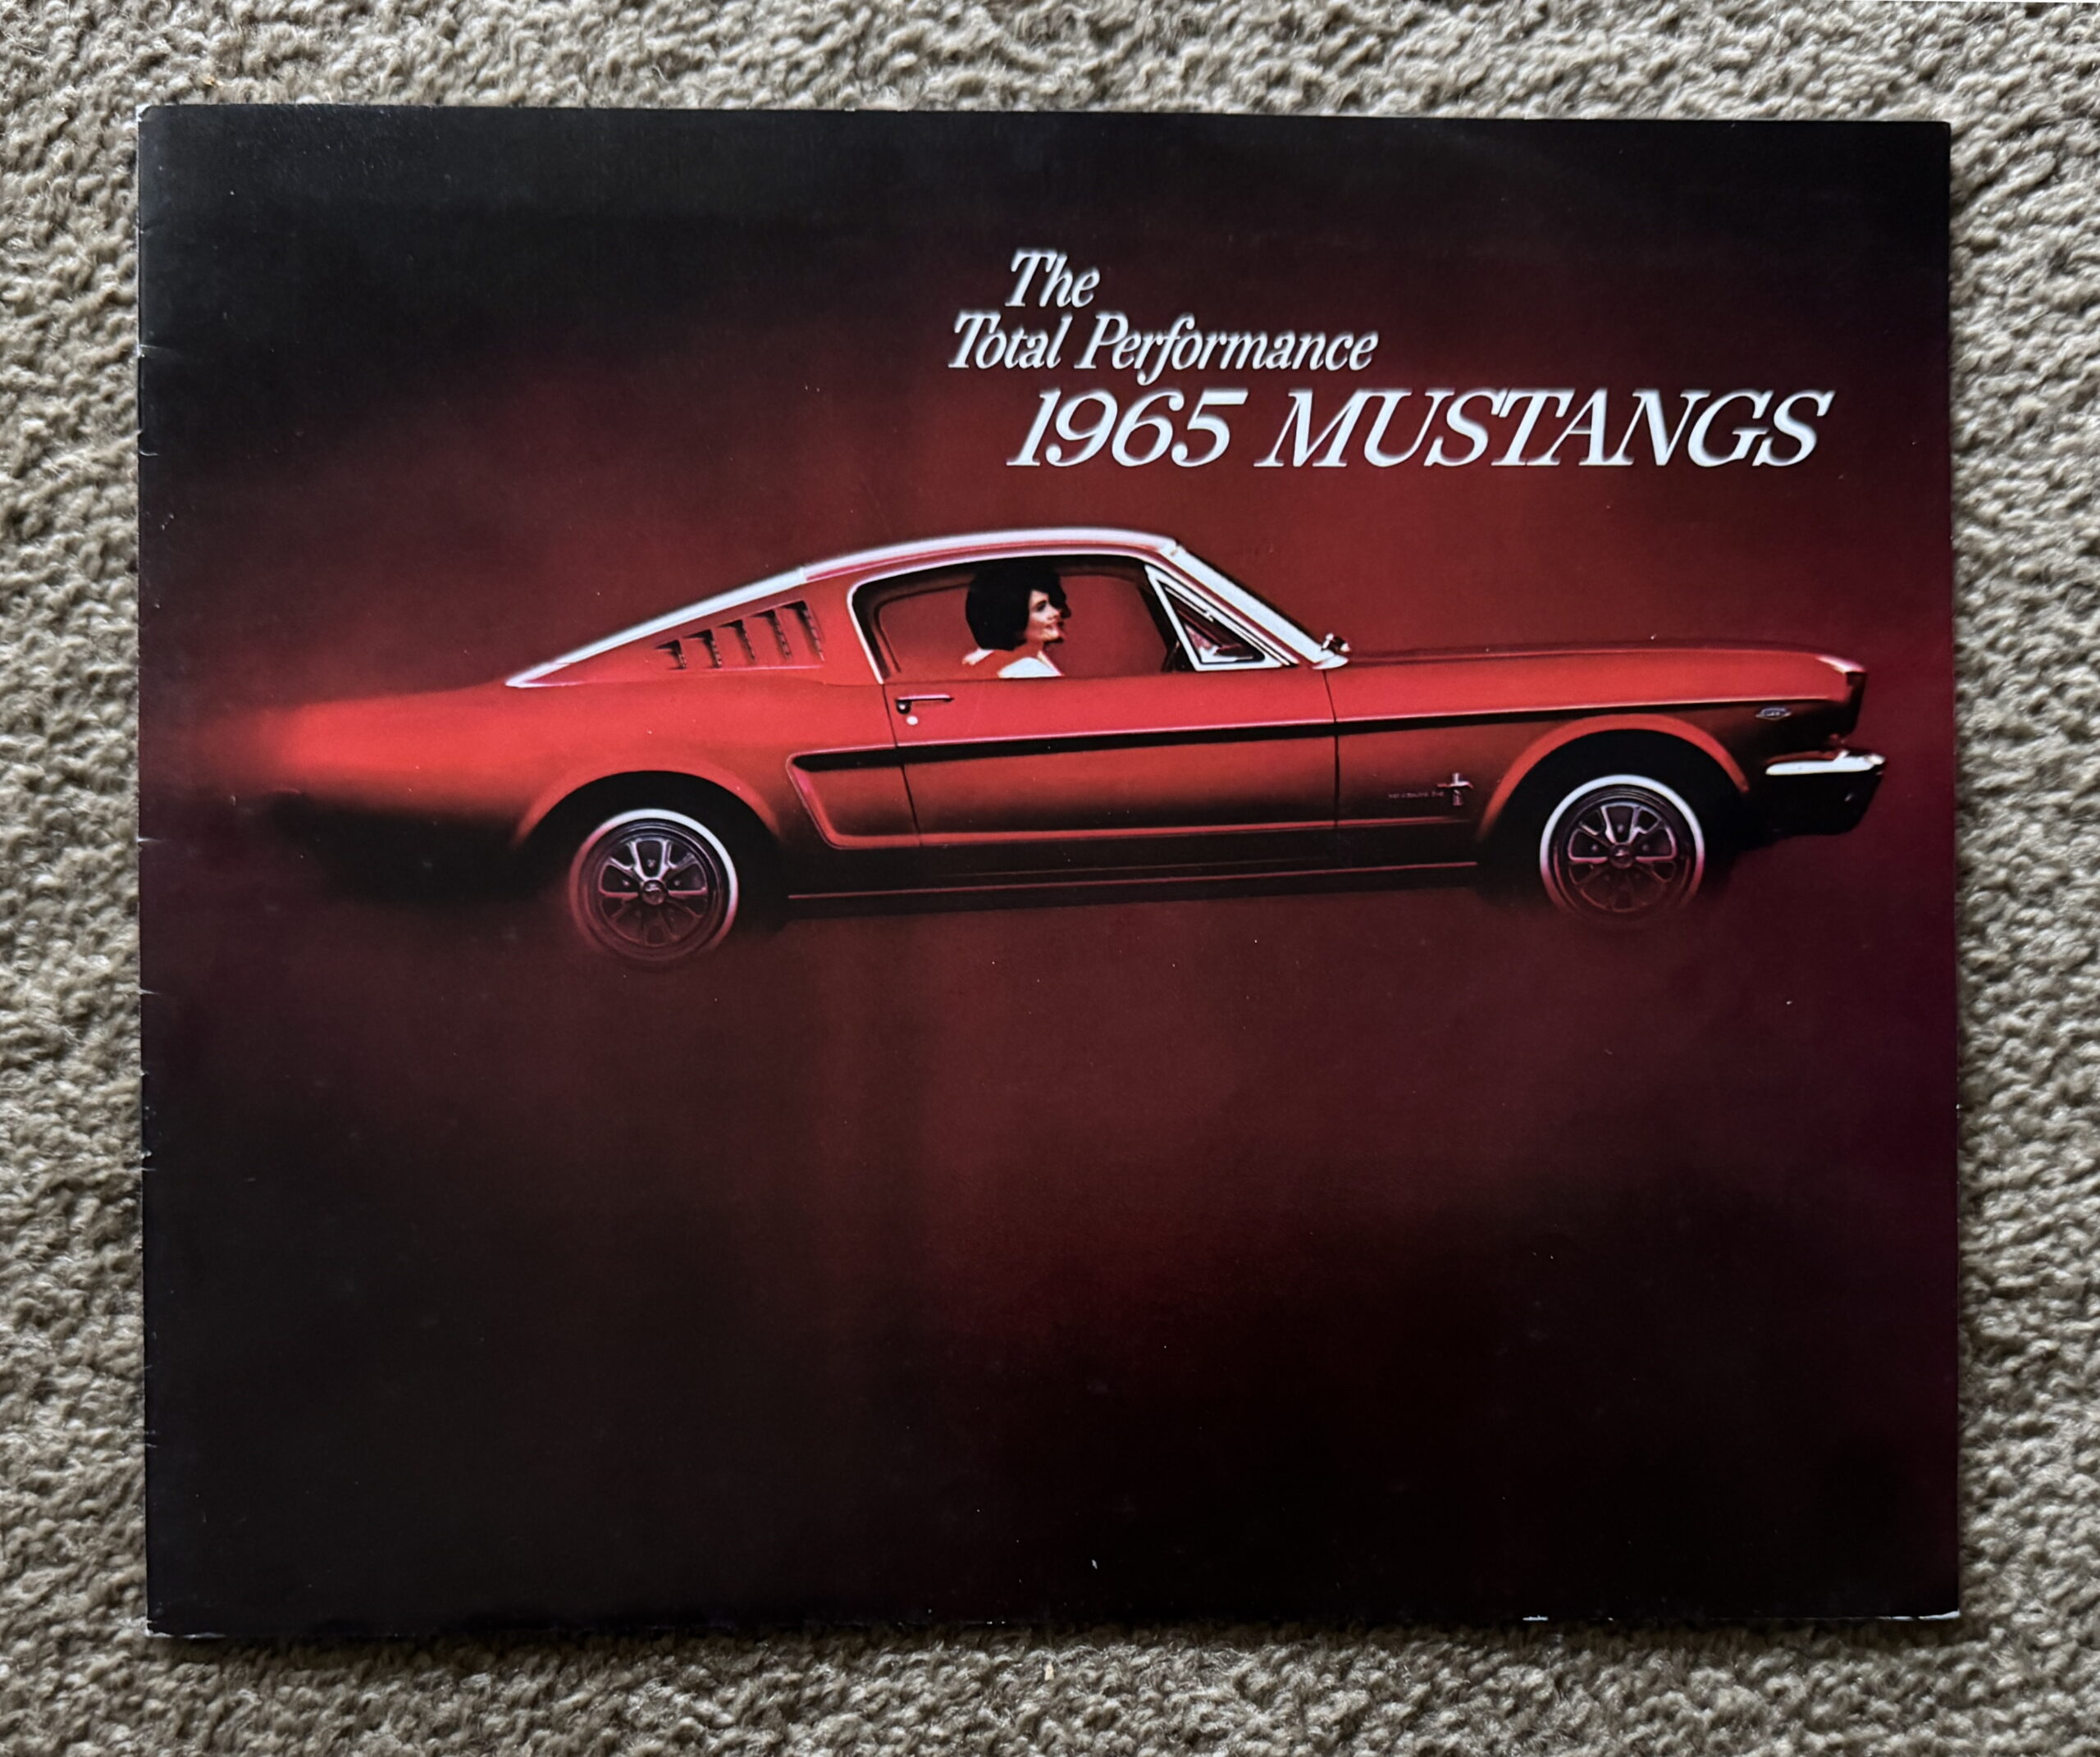 The
Total Performance
1965 MUSTANGS